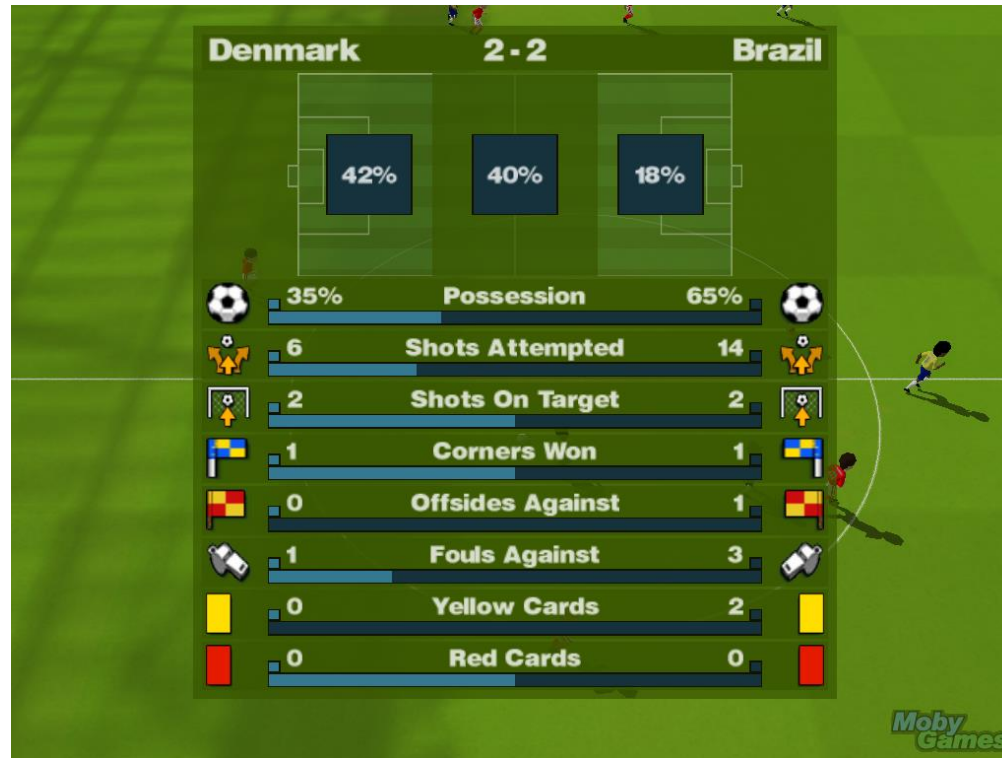 Denmark 2 - 2 Brazil
42% 40% 18%
35% Possession 65%
6 Shots Attempted 14
2 Shots On Target 2
1 Corners Won 1
0 Offsides Against 1
1 Fouls Against 3
0 Yellow Cards 2
0 Red Cards 0
Moby
Games